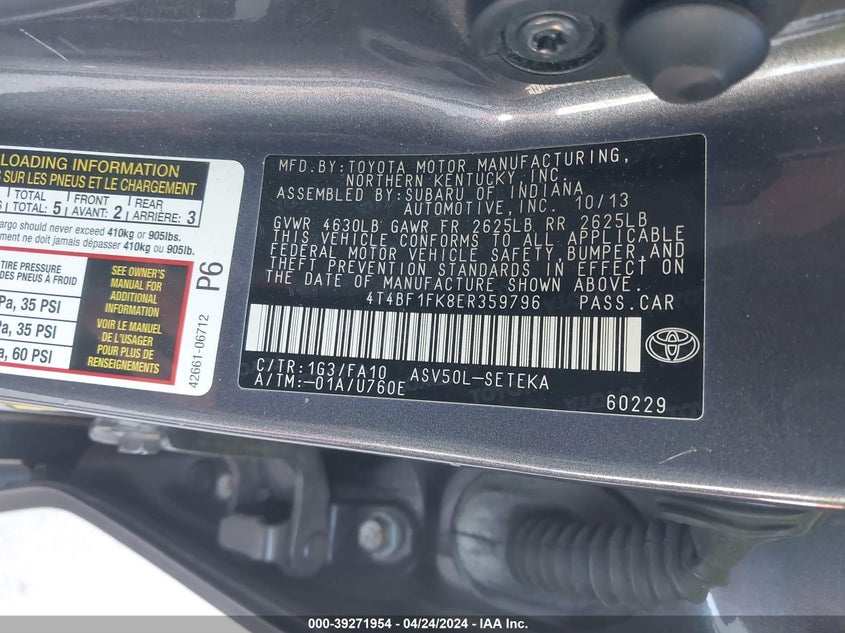 LOADING INFORMATION
SUR LES PNEUS ET LE CHARGEMENT
TOTAL 5
FRONT
AVANT: 2
REAR
ARRIÈRE: 3
cargo should never exceed 410kg or 905lbs.
ne doit jamais dépasser 410kg ou 905lb.
TIRE PRESSURE
DES PNEUS À FROID
Pa, 35 PSI
Pa, 35 PSI
a, 60 PSI
SEE OWNER'S
MANUAL FOR
ADDITIONAL
INFORMATION
VOIR LE MANUEL
DE L'USAGER
POUR PLUS DE
RENSEIGNEMENTS
P6
42661-06712
MFD.BY:TOYOTA MOTOR MANUFACTURING,
NORTHERN KENTUCKY, INC.
ASSEMBLED BY:SUBARU OF INDIANA
AUTOMOTIVE, INC. 10/13
GVWR 4630LB GAWR FR 2625LB RR 2625LB
THIS VEHICLE CONFORMS TO ALL APPLICABLE
FEDERAL MOTOR VEHICLE SAFETY, BUMPER, AND
THEFT PREVENTION STANDARDS IN EFFECT ON
THE DATE OF MANUFACTURE SHOWN ABOVE.
4T4BF1FK8ER359796 PASS.CAR
C/TR:1G3/FA10 ASV50L-SETEKA
A/TM:-01A/U760E
60229
TOYOTA
000-39271954 / 04/24/2024 - IAA Inc.